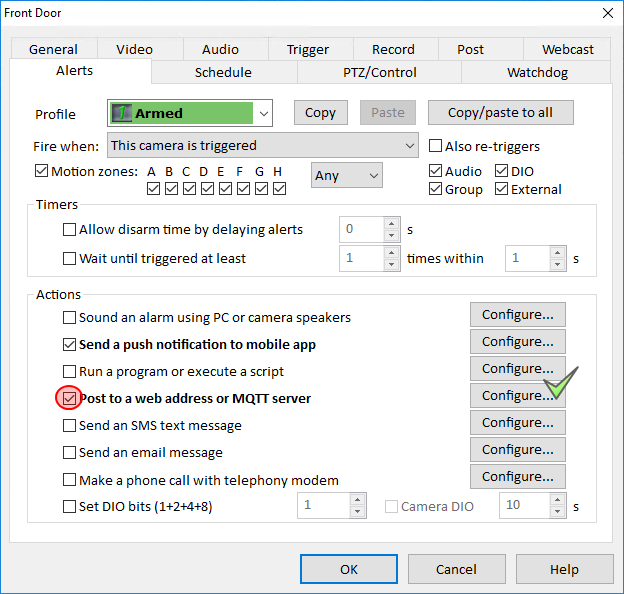 Front Door
General Video Audio Trigger Record Post Webcast
Alerts Schedule PTZ/Control Watchdog
Profile 1 Armed Copy Paste Copy/paste to all
Fire when: This camera is triggered Also re-triggers
Motion zones: A B C D E F G H Any Audio DIO
Group External
Timers
Allow disarm time by delaying alerts 0 s
Wait until triggered at least 1 times within 1 s
Actions
Sound an alarm using PC or camera speakers Configure...
Send a push notification to mobile app Configure...
Run a program or execute a script Configure...
Post to a web address or MQTT server Configure...
Send an SMS text message Configure...
Send an email message Configure...
Make a phone call with telephony modem Configure...
Set DIO bits (1+2+4+8) 1 Camera DIO 10 s
OK Cancel Help